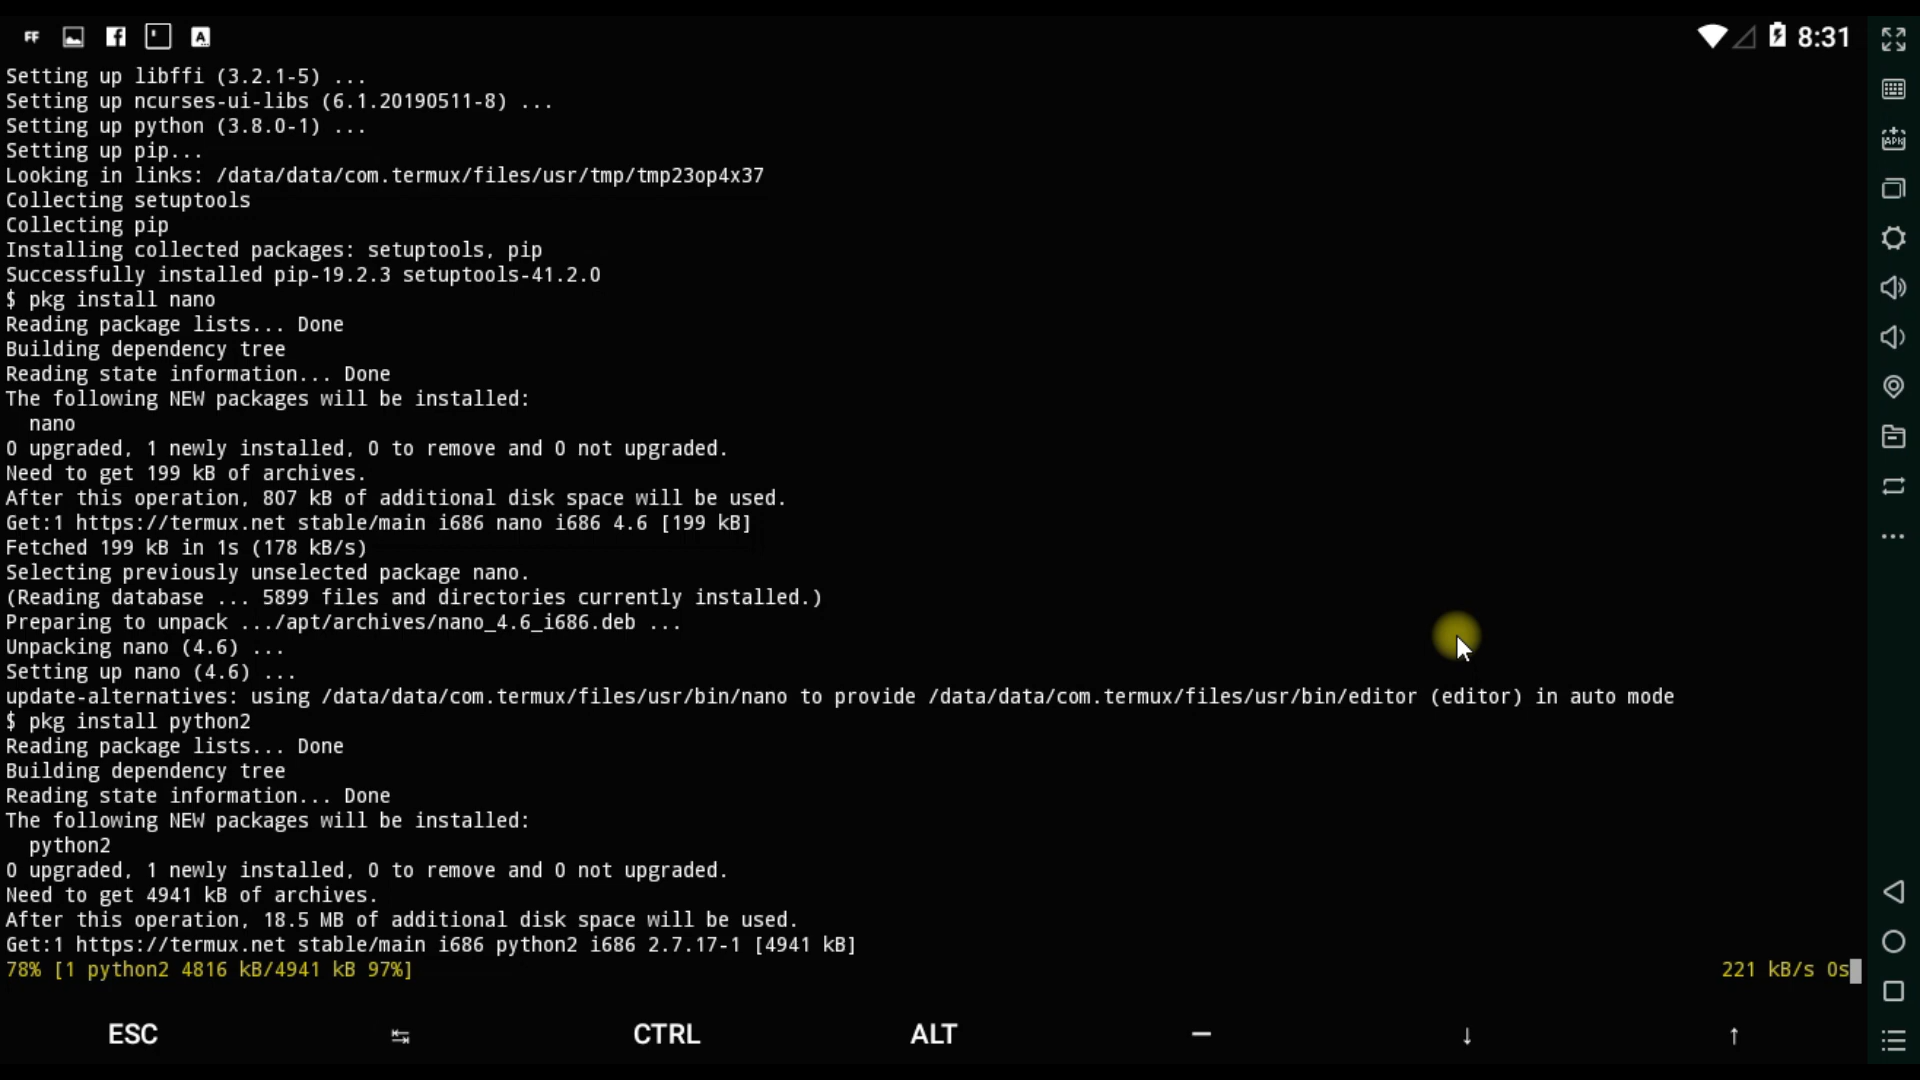 FF
A
8:31
Setting up libffi (3.2.1-5) ...
Setting up ncurses-ui-libs (6.1.20190511-8) ...
Setting up python (3.8.0-1) ...
Setting up pip...
Looking in links: /data/data/com.termux/files/usr/tmp/tmp23op4x37
Collecting setuptools
Collecting pip
Installing collected packages: setuptools, pip
Successfully installed pip-19.2.3 setuptools-41.2.0
$ pkg install nano
Reading package lists... Done
Building dependency tree
Reading state information... Done
The following NEW packages will be installed:
  nano
0 upgraded, 1 newly installed, 0 to remove and 0 not upgraded.
Need to get 199 kB of archives.
After this operation, 807 kB of additional disk space will be used.
Get:1 https://termux.net stable/main i686 nano i686 4.6 [199 kB]
Fetched 199 kB in 1s (178 kB/s)
Selecting previously unselected package nano.
(Reading database ... 5899 files and directories currently installed.)
Preparing to unpack .../apt/archives/nano_4.6_i686.deb ...
Unpacking nano (4.6) ...
Setting up nano (4.6) ...
update-alternatives: using /data/data/com.termux/files/usr/bin/nano to provide /data/data/com.termux/files/usr/bin/editor (editor) in auto mode
$ pkg install python2
Reading package lists... Done
Building dependency tree
Reading state information... Done
The following NEW packages will be installed:
  python2
0 upgraded, 1 newly installed, 0 to remove and 0 not upgraded.
Need to get 4941 kB of archives.
After this operation, 18.5 MB of additional disk space will be used.
Get:1 https://termux.net stable/main i686 python2 i686 2.7.17-1 [4941 kB]
78% [1 python2 4816 kB/4941 kB 97%] 221 kB/s 0s
ESC CTRL ALT — ↓ ↑
APK